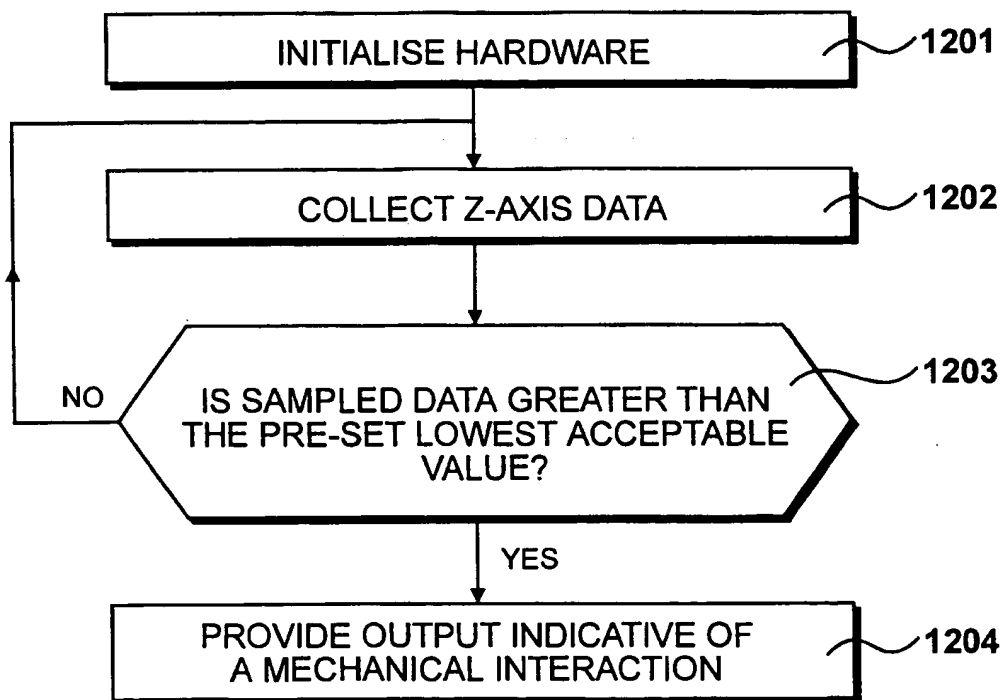 INITIALISE HARDWARE
1201
COLLECT Z-AXIS DATA
1202
IS SAMPLED DATA GREATER THAN
THE PRE-SET LOWEST ACCEPTABLE
VALUE?
1203
NO
YES
PROVIDE OUTPUT INDICATIVE OF
A MECHANICAL INTERACTION
1204